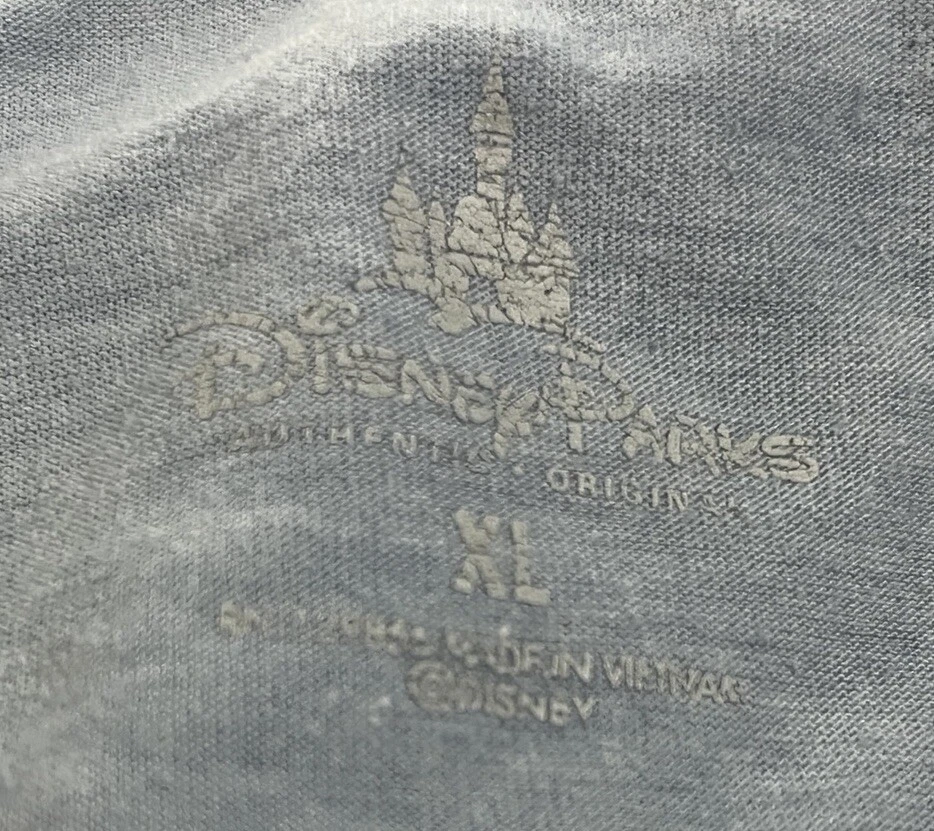 Disney Parks
AUTHENTIC · ORIGINAL
XL
MADE IN VIETNAM
©DISNEY